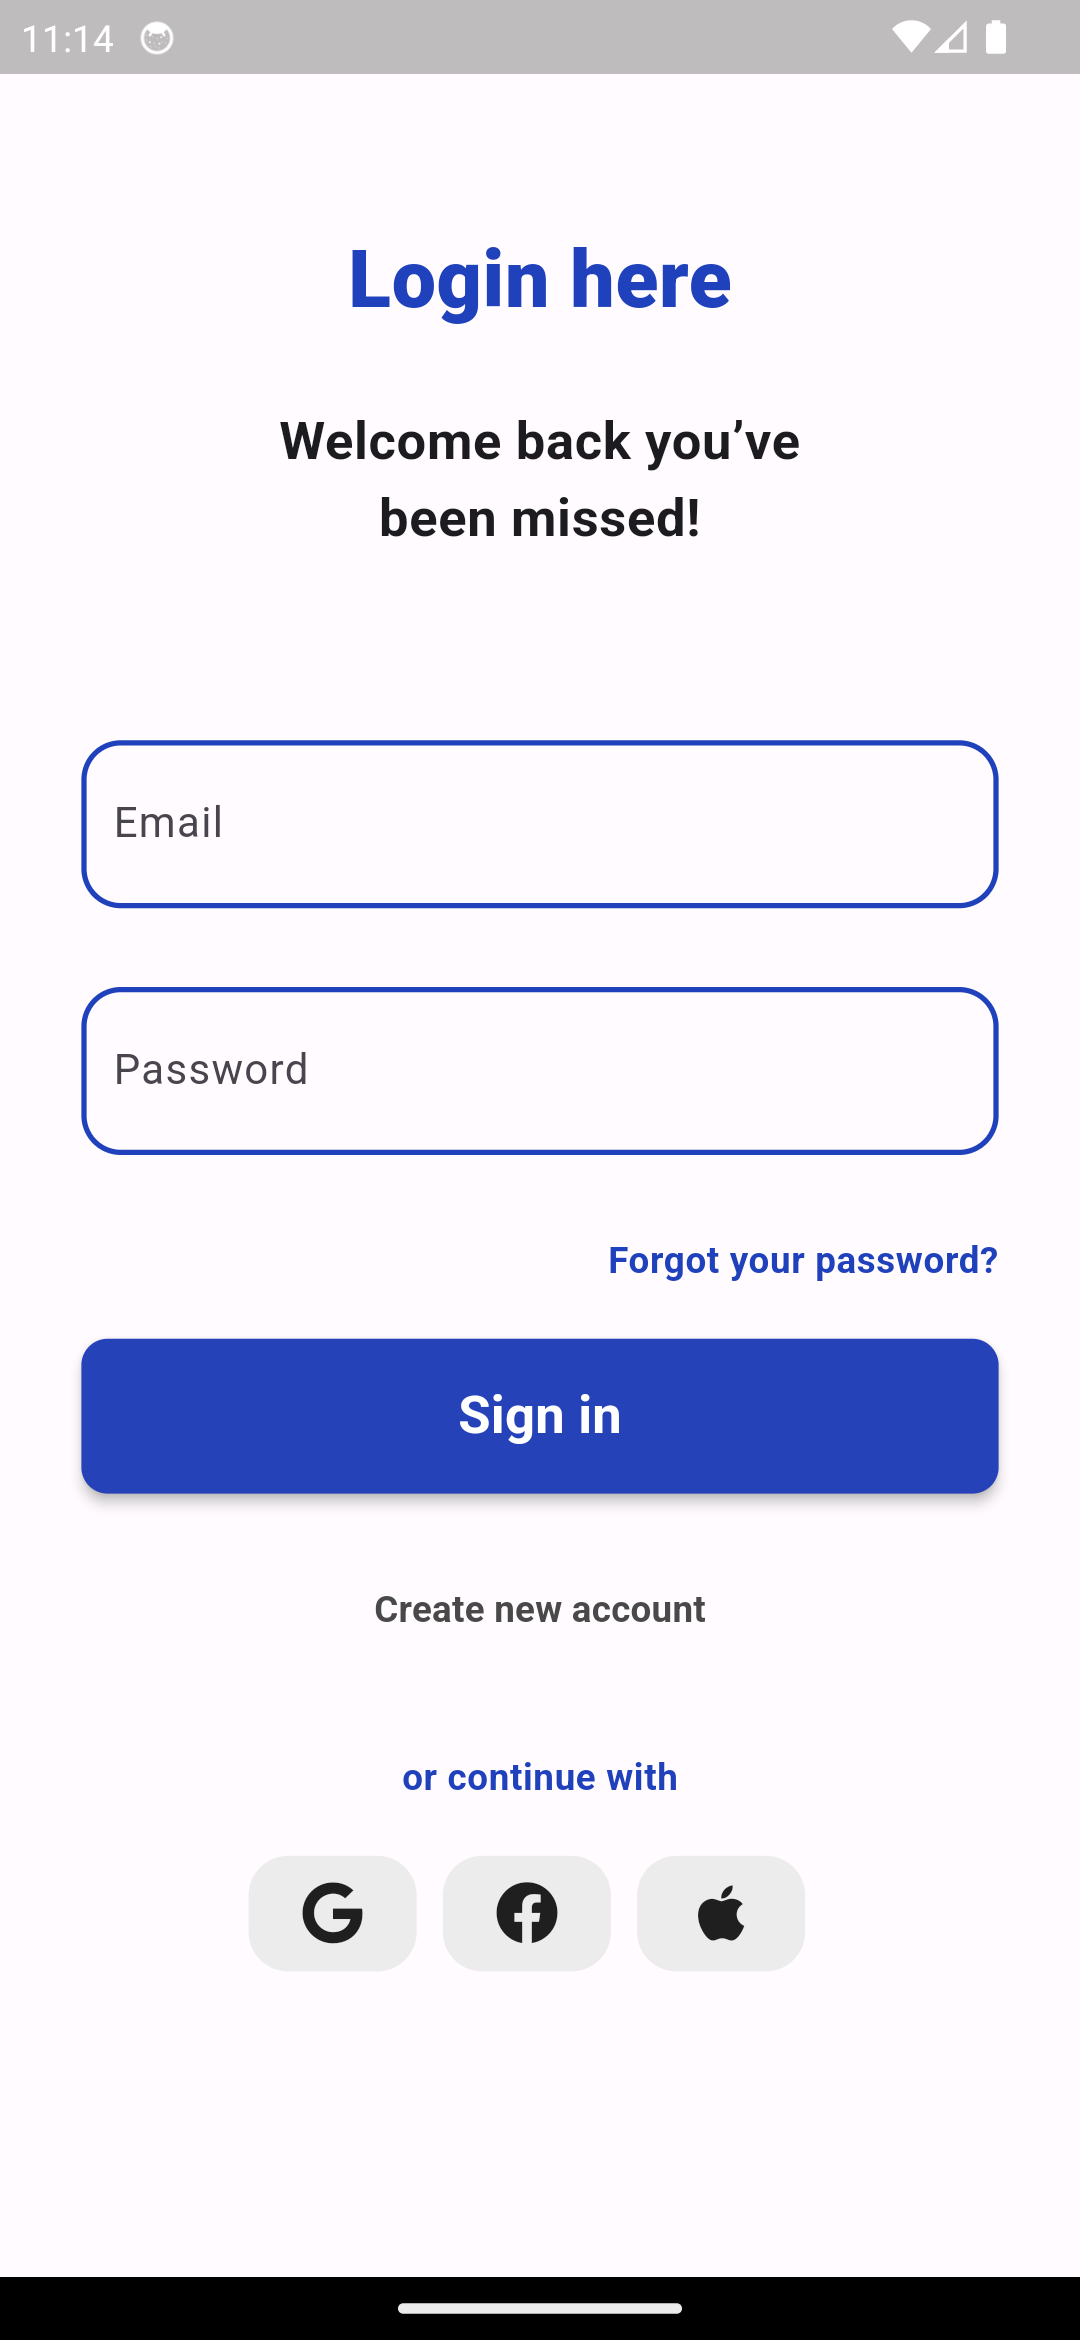 11:14
Login here
Welcome back you’ve
been missed!
Email
Password
Forgot your password?
Sign in
Create new account
or continue with